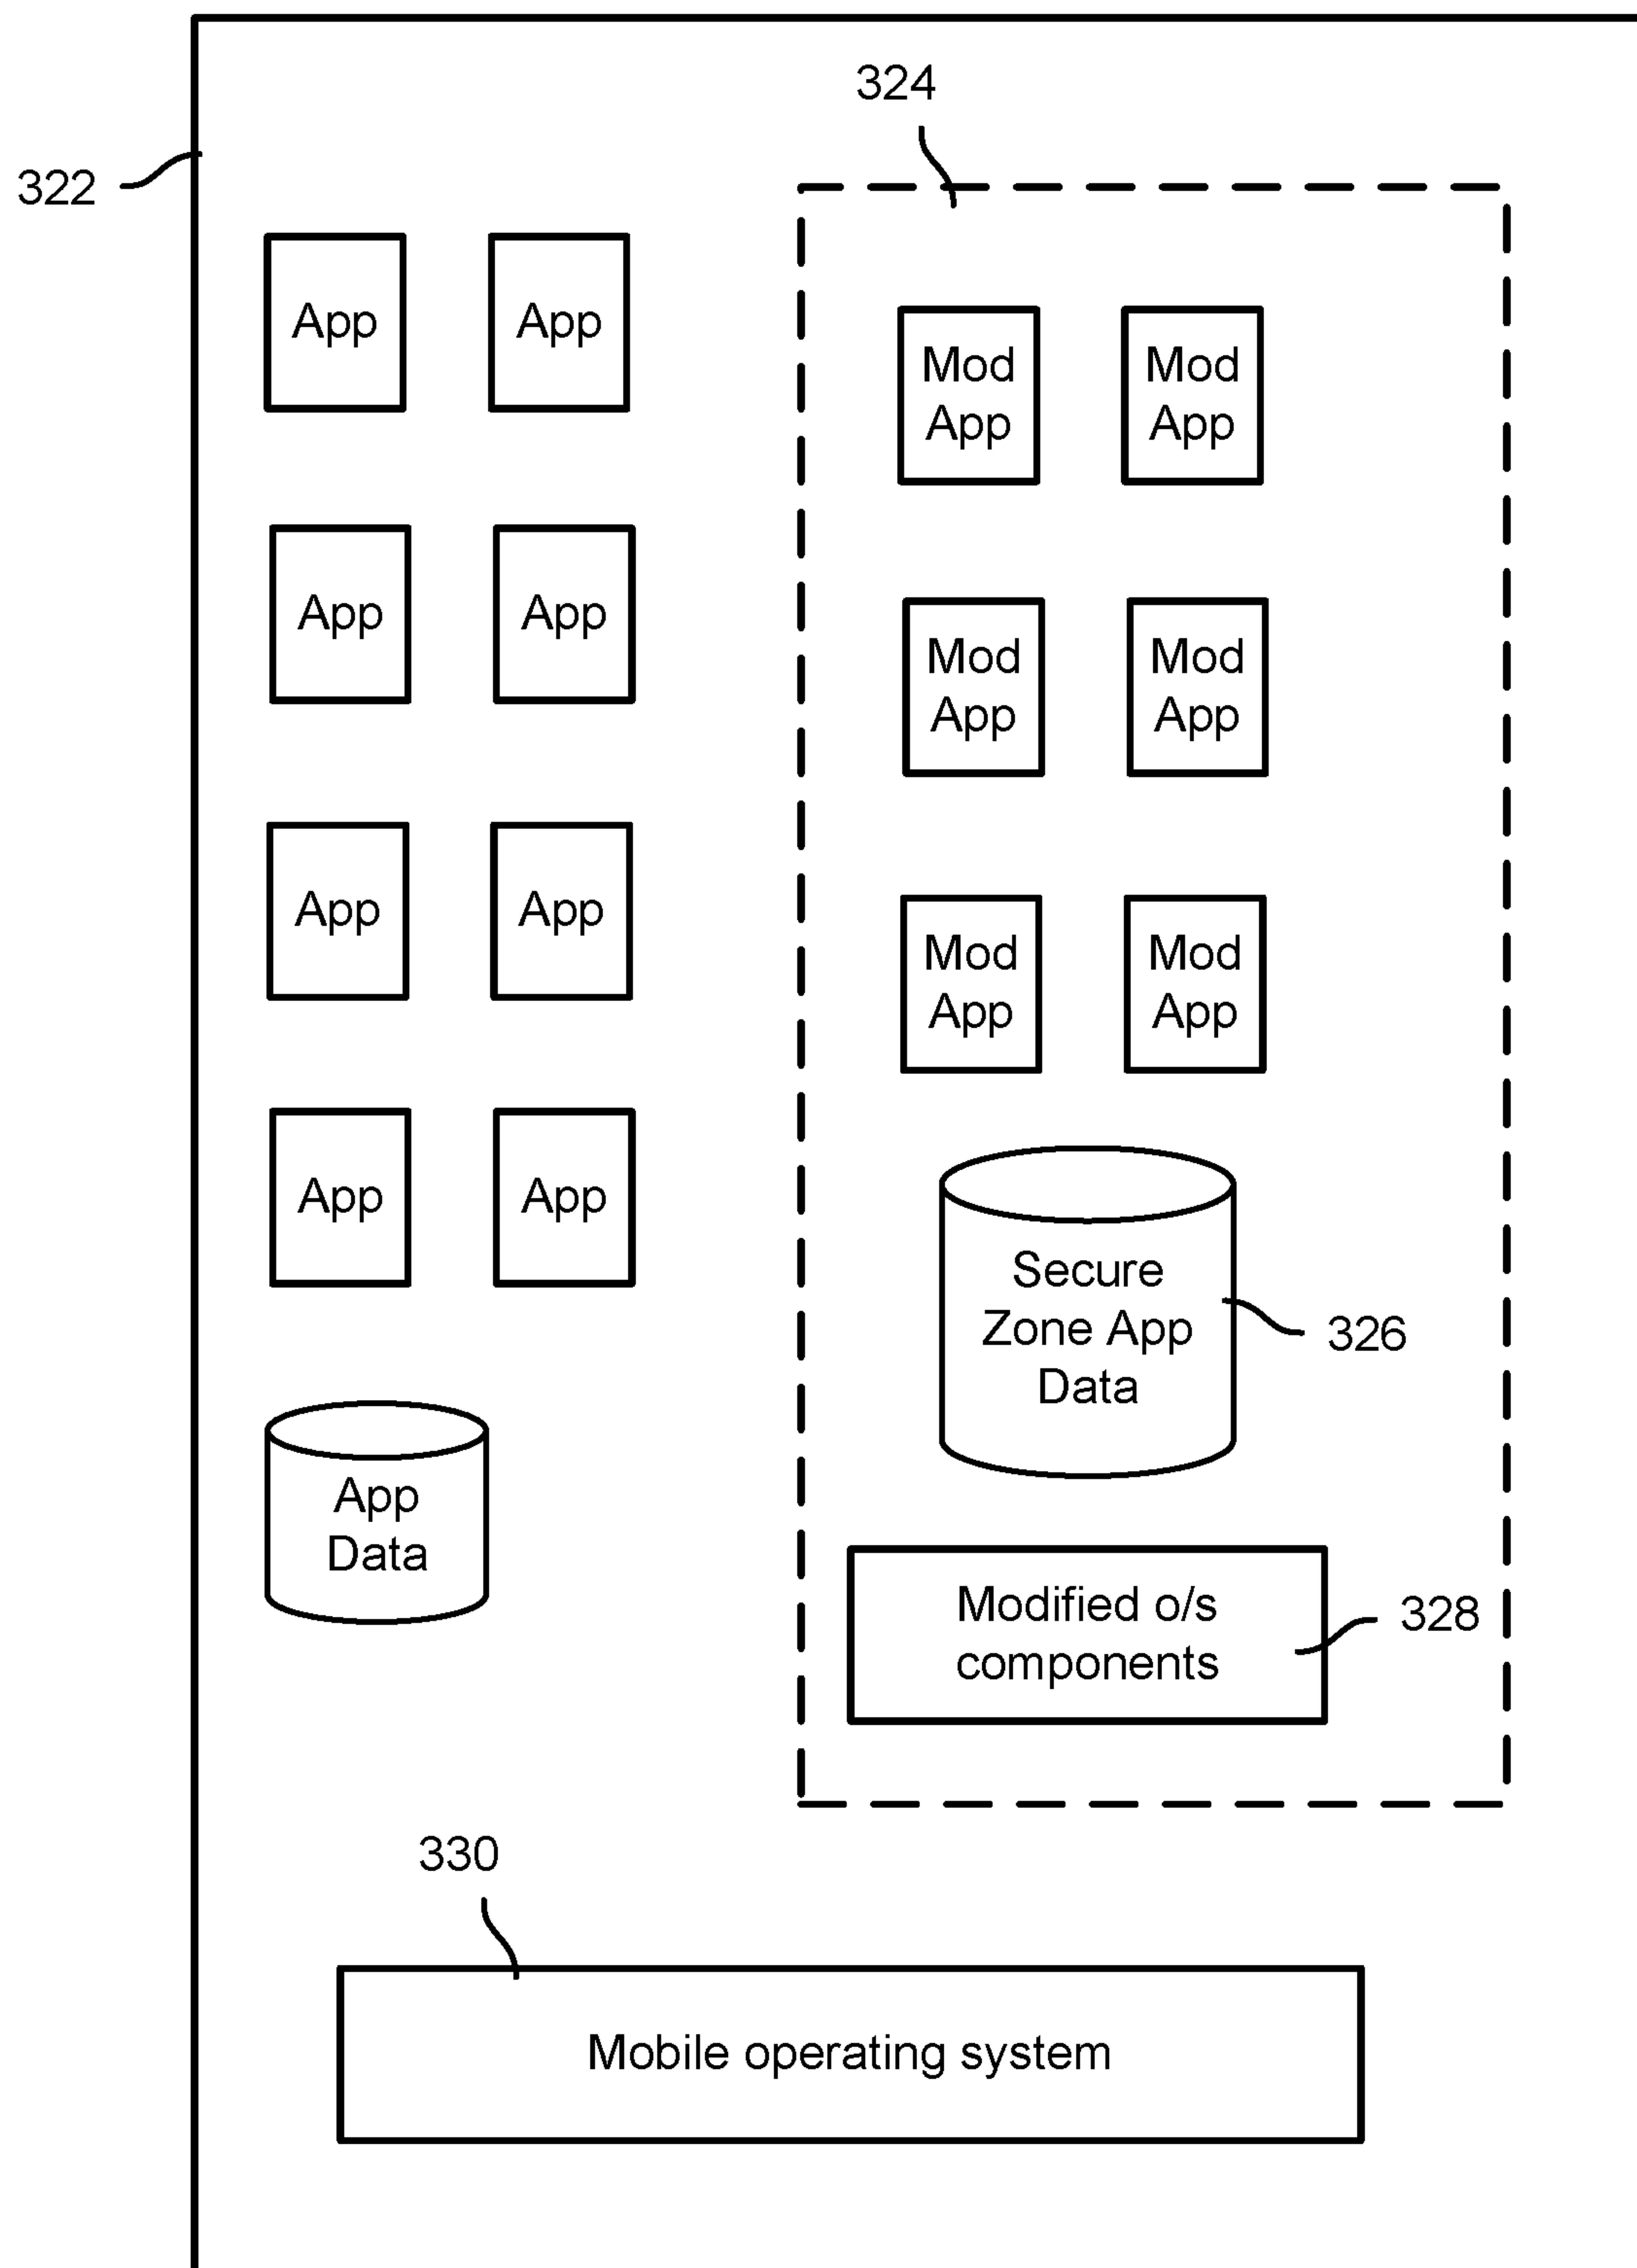 324
322
App
App
Mod
App
Mod
App
App
App
Mod
App
Mod
App
App
App
Mod
App
Mod
App
App
App
Secure
Zone App
Data
326
App
Data
Modified o/s
components
328
330
Mobile operating system